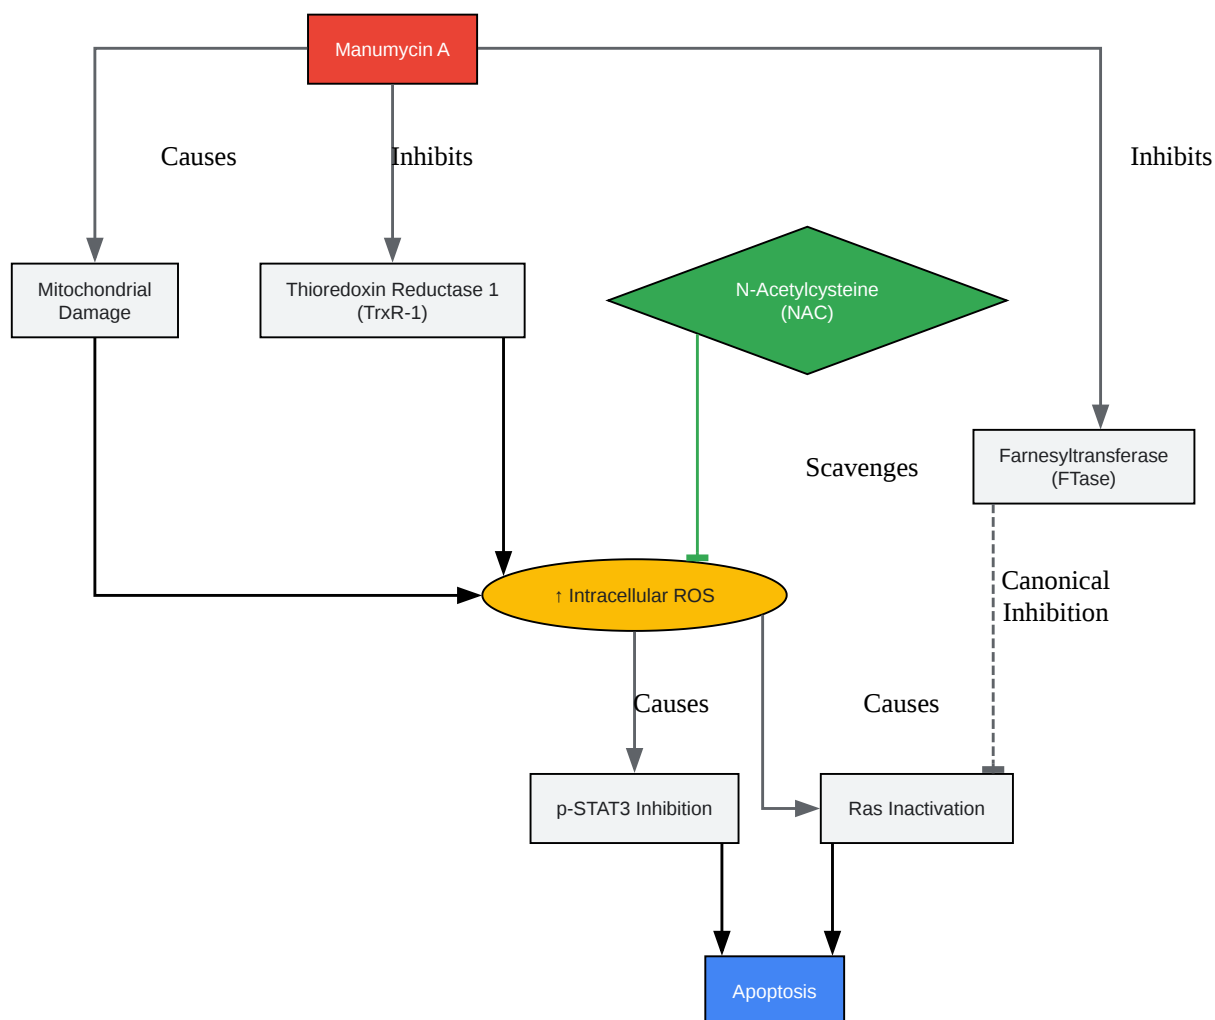 Manumycin A
Causes
Inhibits
Inhibits
Mitochondrial
Damage
Thioredoxin Reductase 1
(TrxR-1)
N-Acetylcysteine
(NAC)
Scavenges
Farnesyltransferase
(FTase)
↑ Intracellular ROS
Canonical
Inhibition
Causes
Causes
p-STAT3 Inhibition
Ras Inactivation
Apoptosis